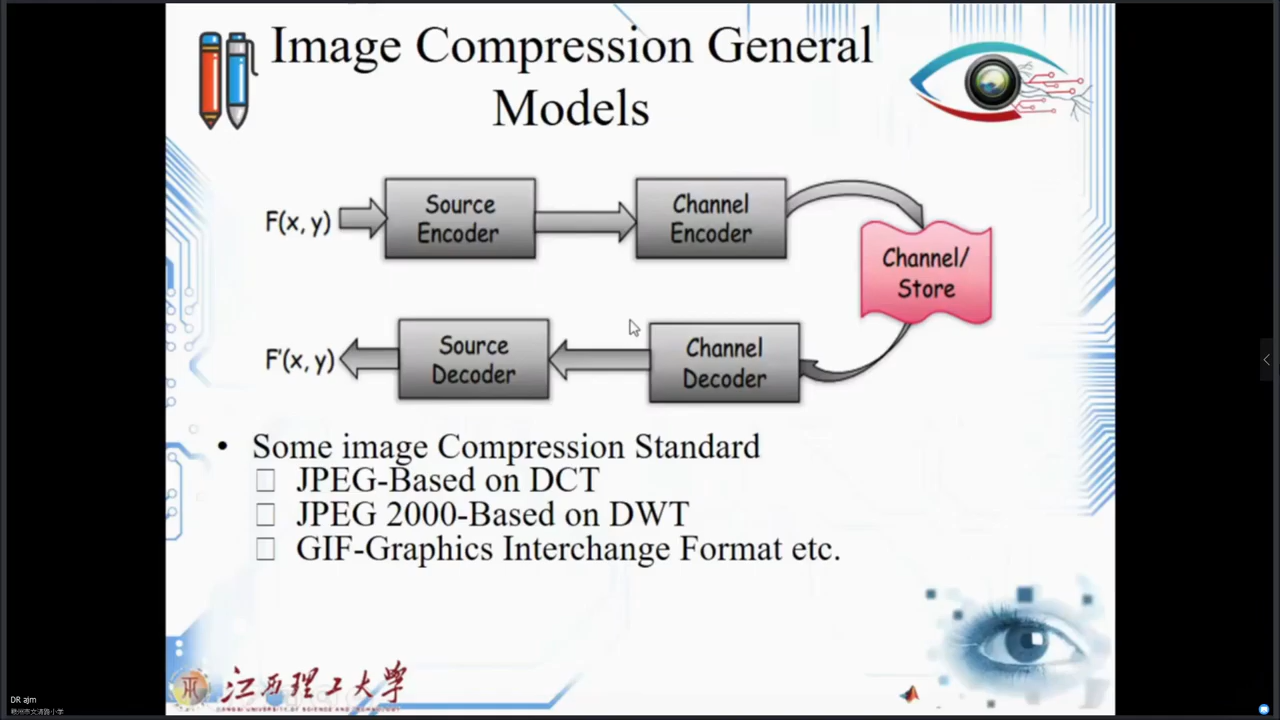 Image Compression General
Models
F(x, y)
Source
Encoder
Channel
Encoder
Channel/
Store
F'(x, y)
Source
Decoder
Channel
Decoder
• Some image Compression Standard
JPEG-Based on DCT
JPEG 2000-Based on DWT
GIF-Graphics Interchange Format etc.
江西理工大学
DR ajm